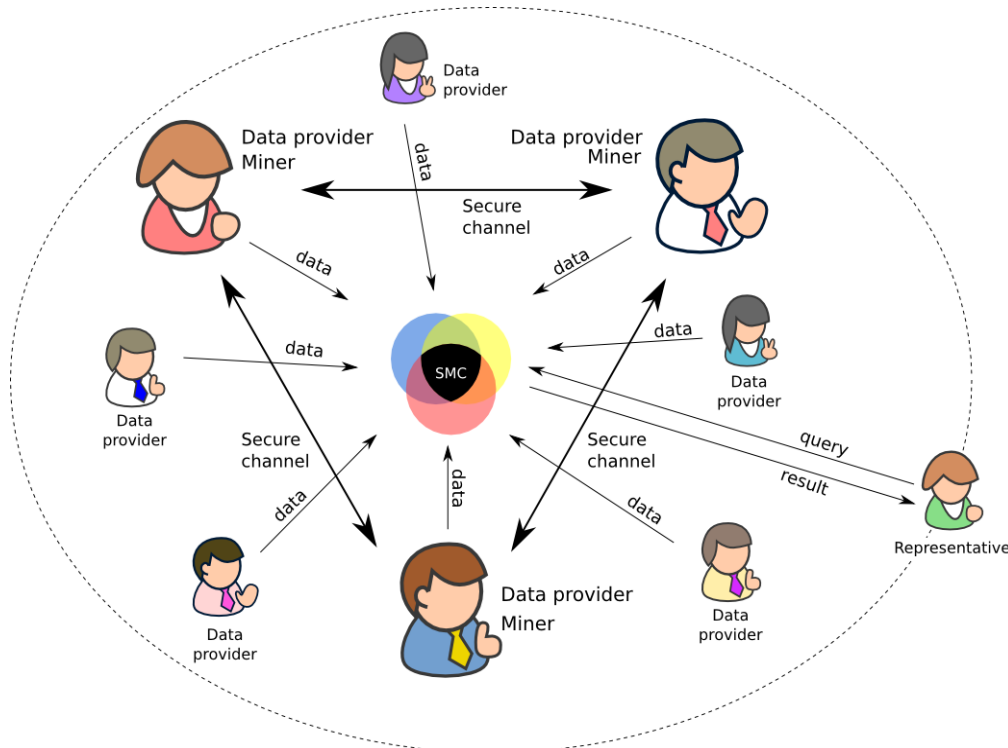 Data
provider
Data provider
Miner
Data provider
Miner
data
Secure
channel
data
data
data
SMC
data
Data
provider
Data
provider
query
result
Representative
Secure
channel
Secure
channel
data
data
data
Data provider
Miner
Data
provider
Data
provider